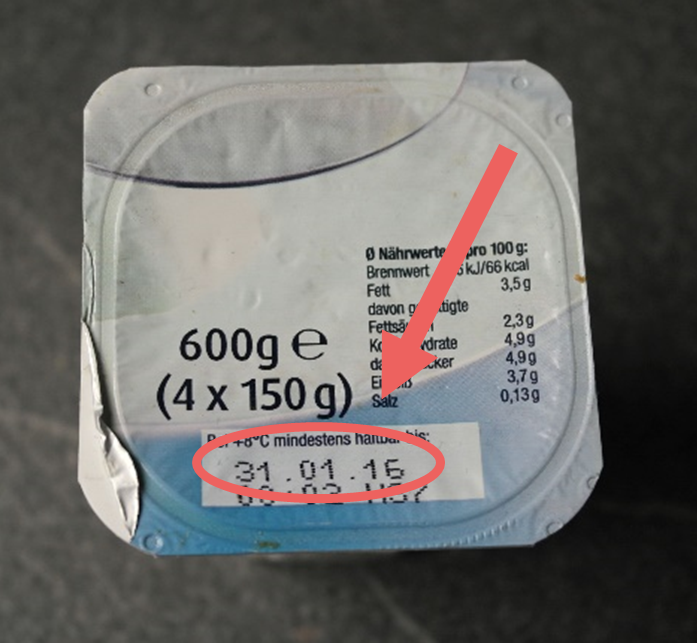 Ø Nährwerte pro 100 g:
Brennwert kJ/66 kcal
Fett 3,5 g
davon
2,3 g
4,9 g
4,9 g
3,7 g
Salz 0,13 g
600g e
(4 x 150 g)
+8°C mindestens haltbar bis:
31.01.16